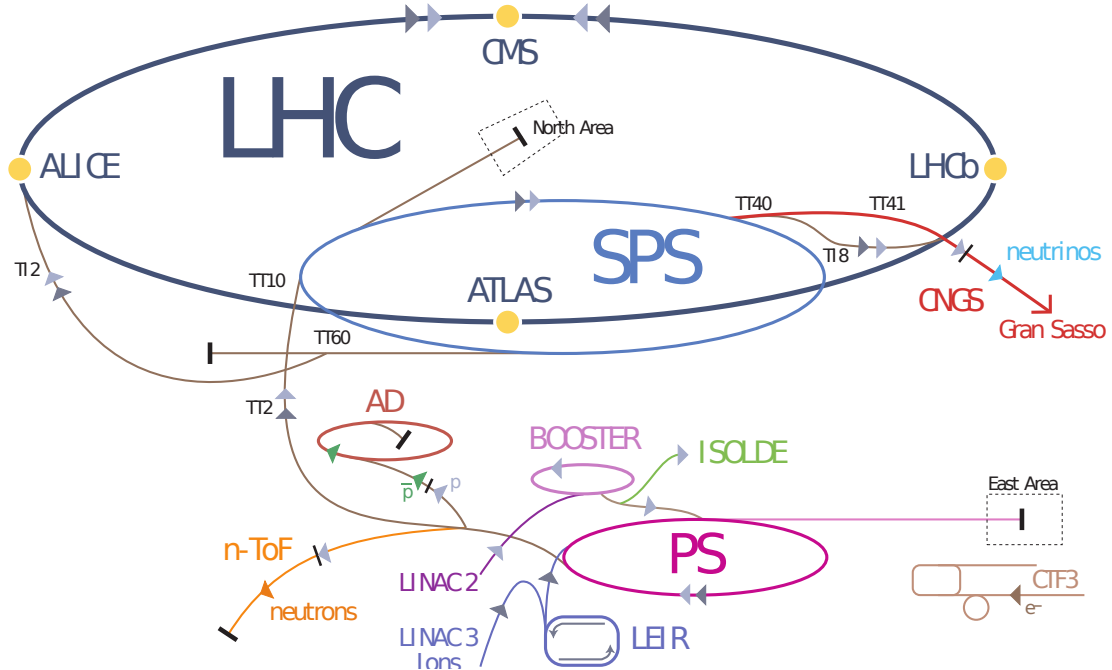 CMS
LHC
North Area
ALICE
LHCb
TT40
TT41
SPS
TI2
TI8
neutrinos
TT10
ATLAS
CNGS
Gran Sasso
TT60
TT2
AD
BOOSTER
ISOLDE
p
p
East Area
n-ToF
PS
LINAC 2
neutrons
CTF3
e-
LINAC 3
Ions
LEIR